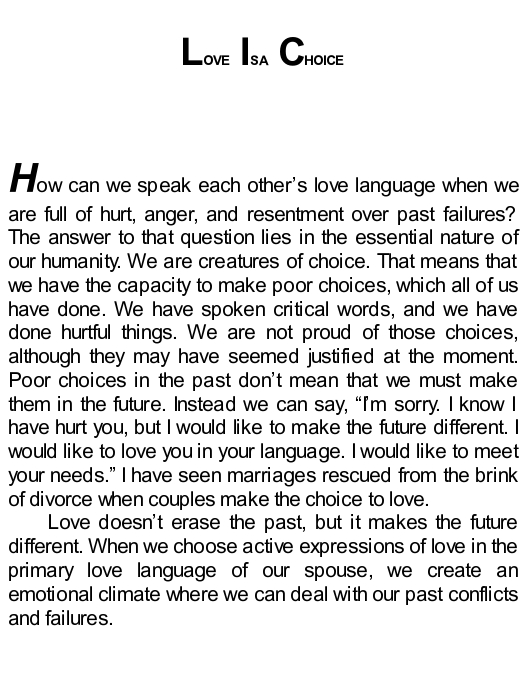 LOVE ISA CHOICE
How can we speak each other’s love language when we
are full of hurt, anger, and resentment over past failures?
The answer to that question lies in the essential nature of
our humanity. We are creatures of choice. That means that
we have the capacity to make poor choices, which all of us
have done. We have spoken critical words, and we have
done hurtful things. We are not proud of those choices,
although they may have seemed justified at the moment.
Poor choices in the past don’t mean that we must make
them in the future. Instead we can say, “I’m sorry. I know I
have hurt you, but I would like to make the future different. I
would like to love you in your language. I would like to meet
your needs.” I have seen marriages rescued from the brink
of divorce when couples make the choice to love.
Love doesn’t erase the past, but it makes the future
different. When we choose active expressions of love in the
primary love language of our spouse, we create an
emotional climate where we can deal with our past conflicts
and failures.